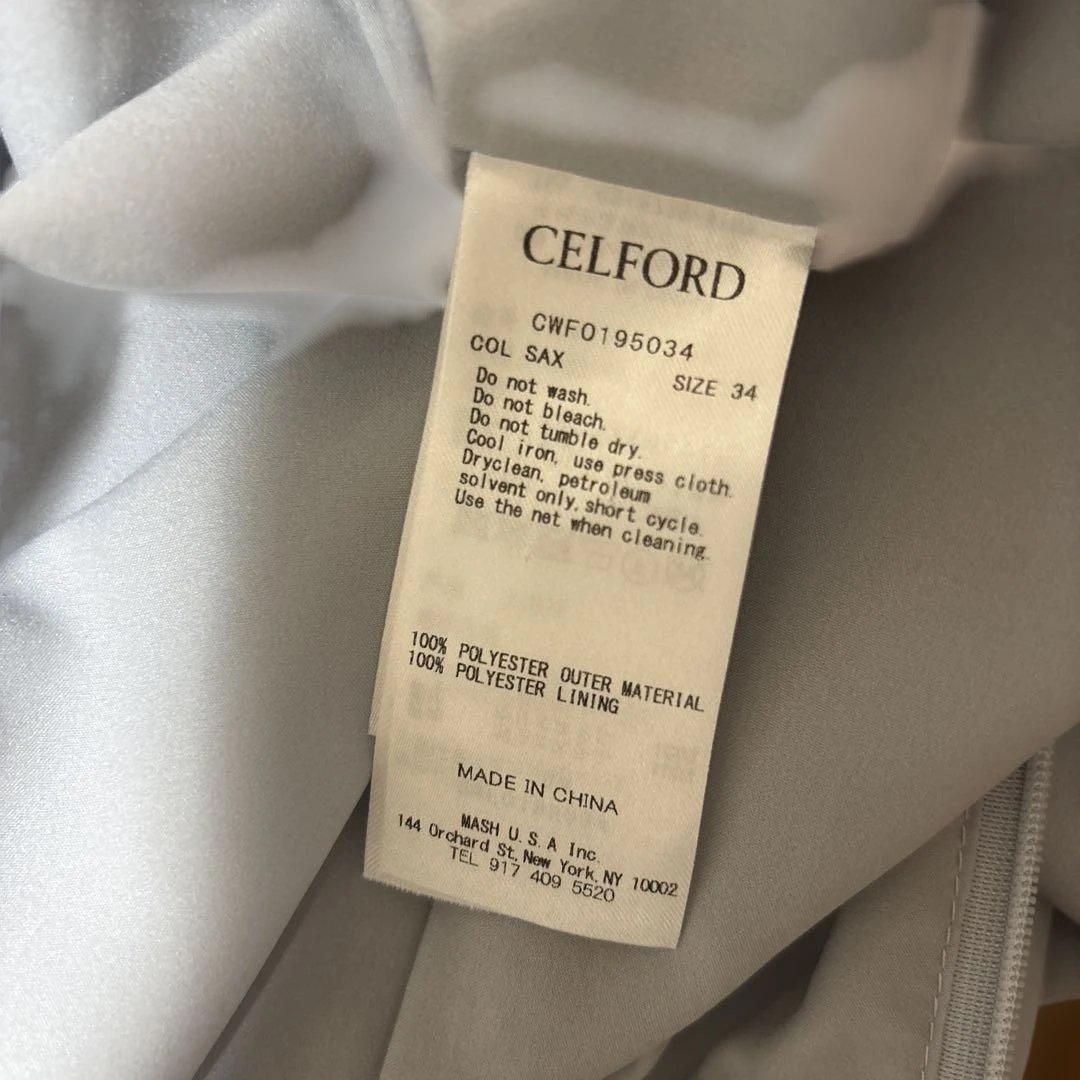 CELFORD
CWFO195034
COL SAX
SIZE 34
Do not wash.
Do not bleach.
Do not tumble dry.
Cool iron, use press cloth.
Dryclean, petroleum
solvent only, short cycle.
Use the net when cleaning.
100% POLYESTER OUTER MATERIAL
100% POLYESTER LINING
MADE IN CHINA
MASH U.S.A Inc.
144 Orchard St, New York, NY 10002
TEL 917 409 5520